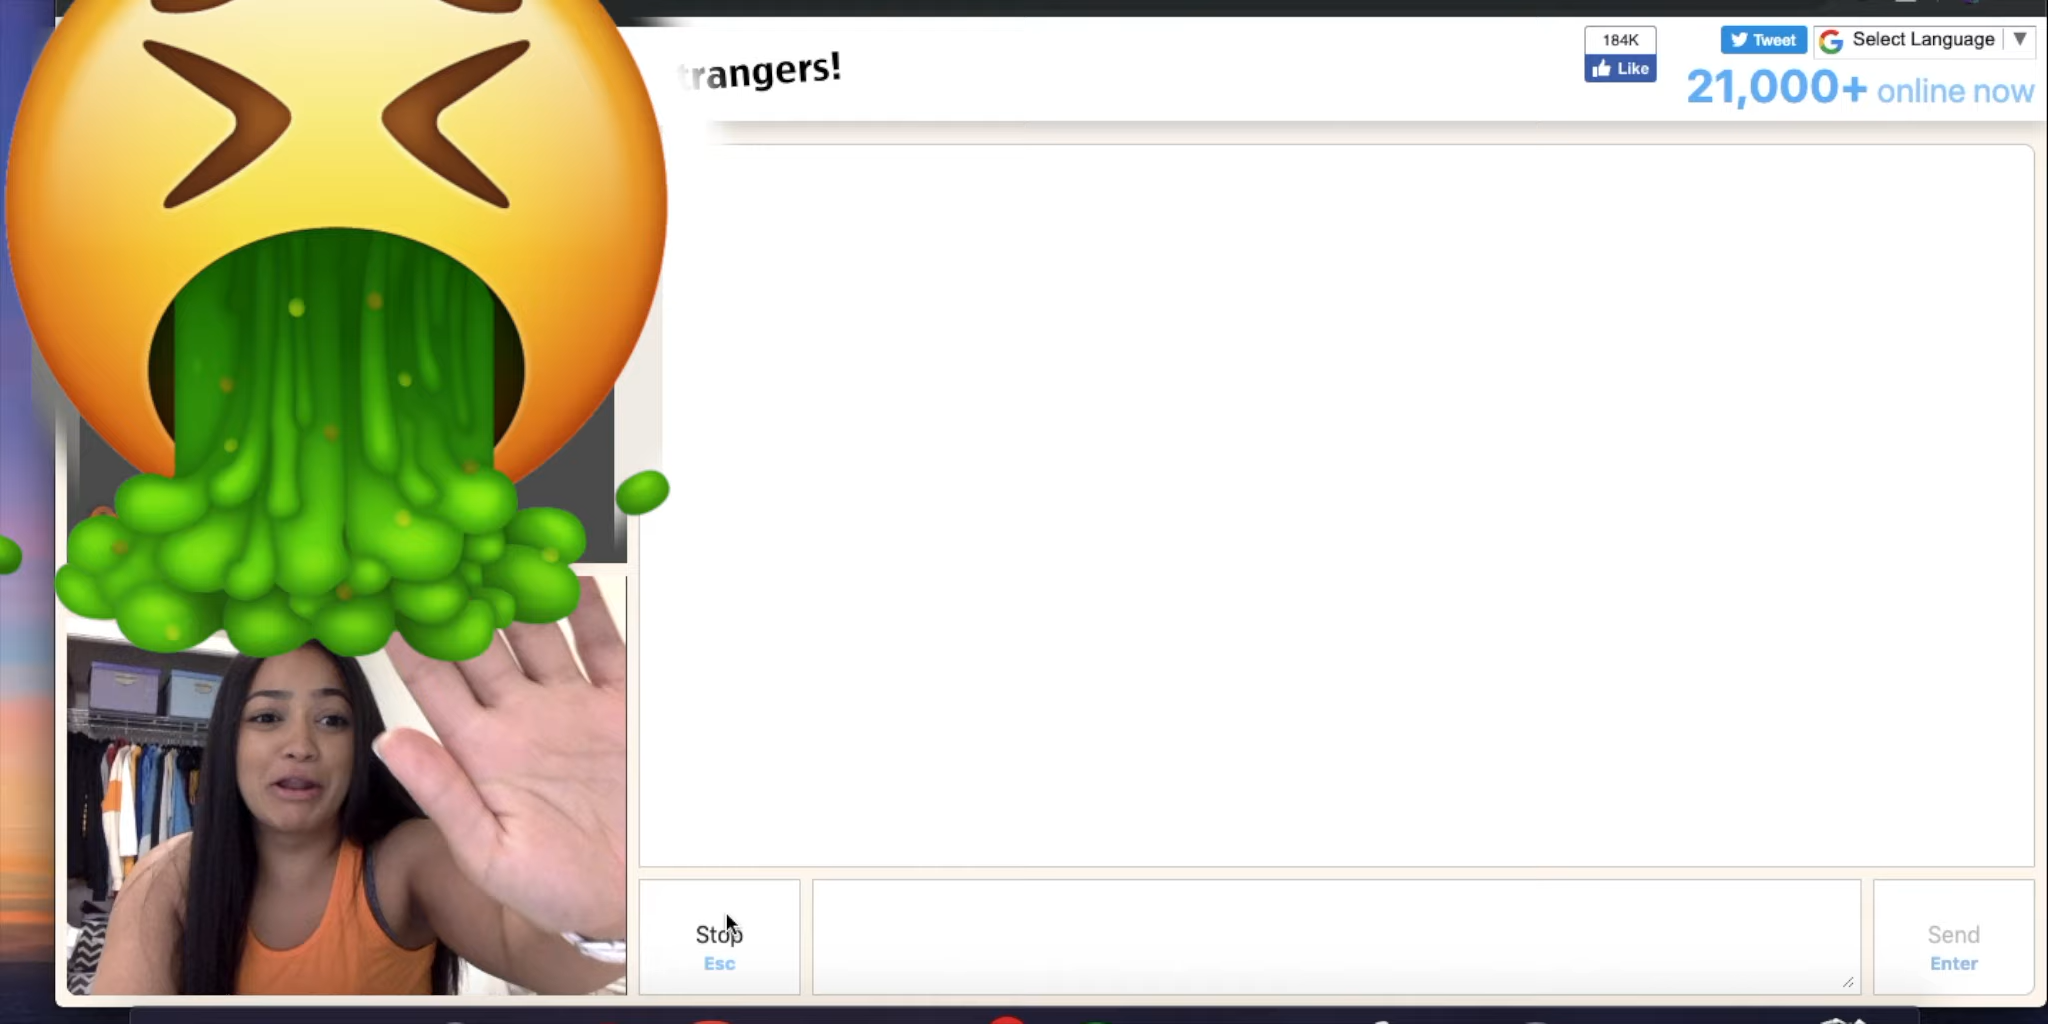 trangers!
184K
Like
Tweet
Select Language
21,000+ online now
Stop
Esc
Send
Enter